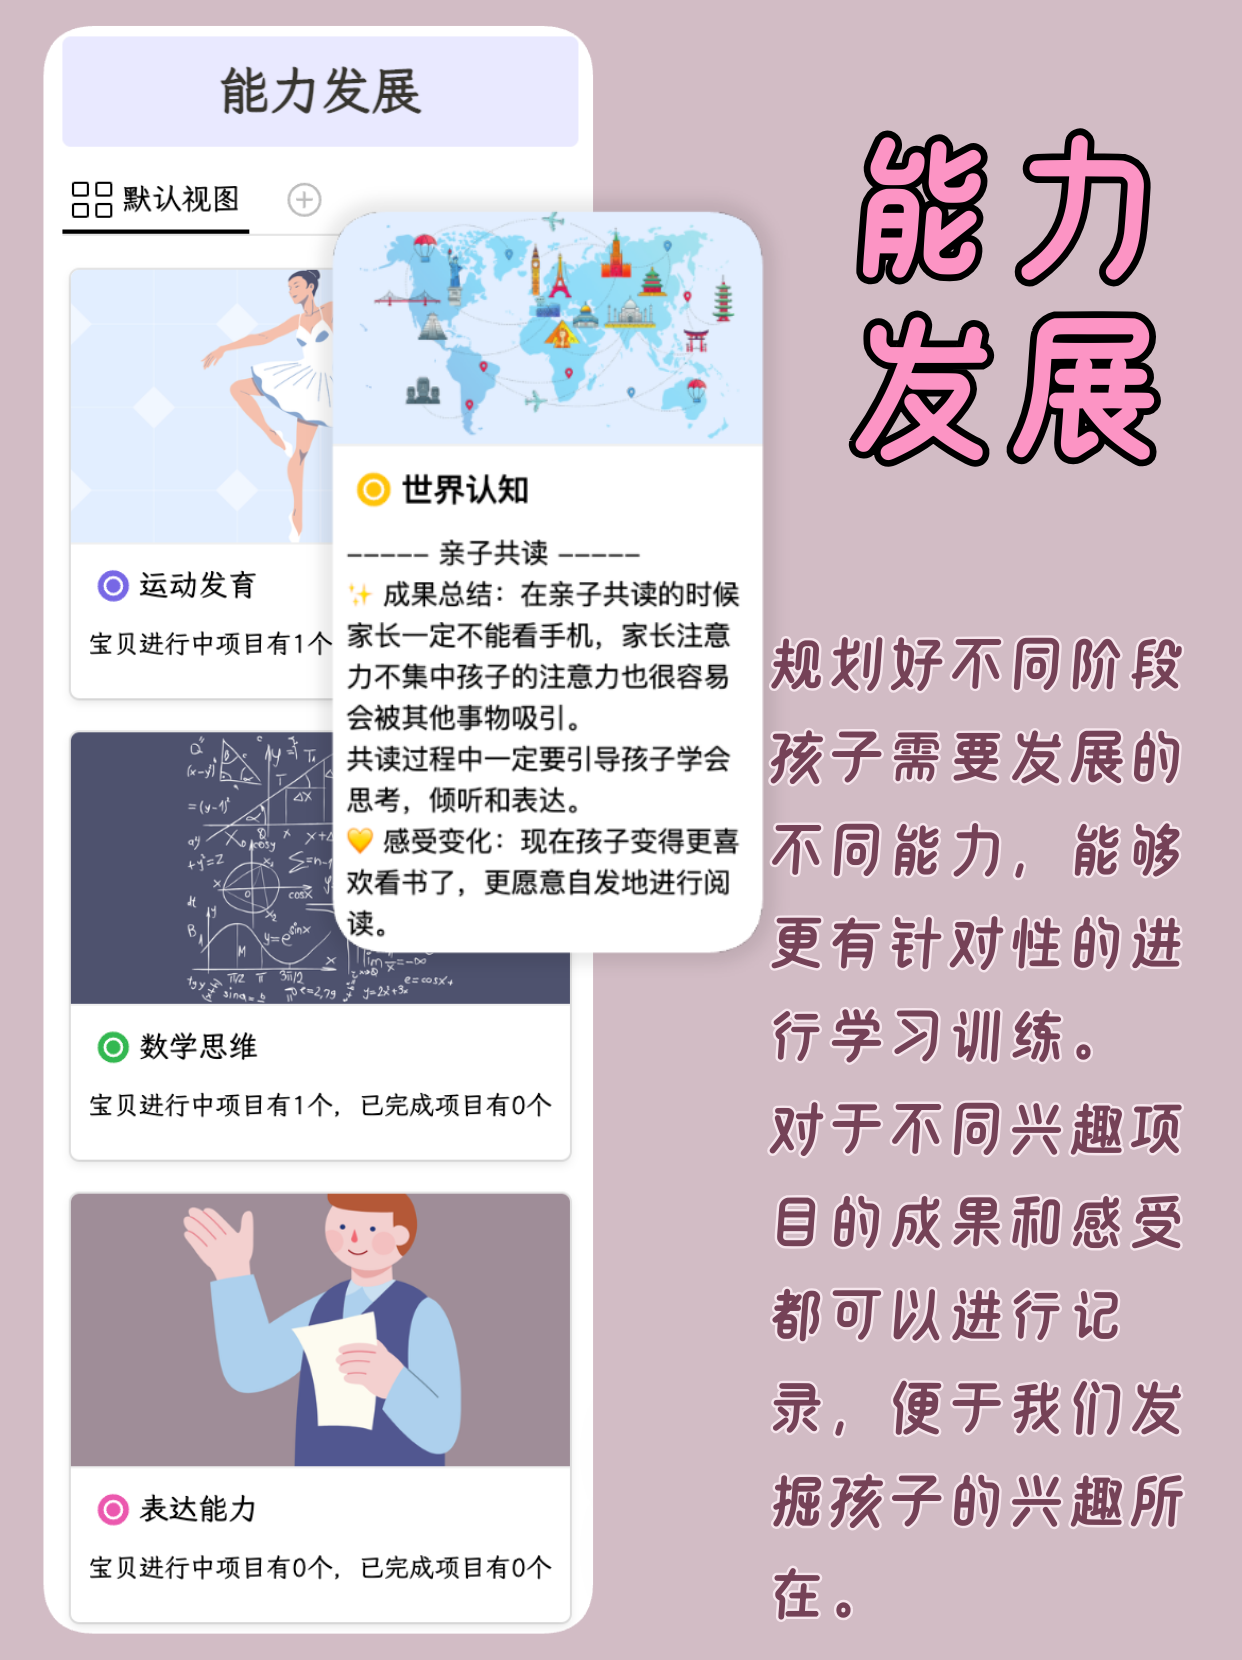 能力发展
默认视图
运动发育
宝贝进行中项目有1个
世界认知
----- 亲子共读 -----
✨ 成果总结：在亲子共读的时候
家长一定不能看手机，家长注意
力不集中孩子的注意力也很容易
会被其他事物吸引。
共读过程中一定要引导孩子学会
思考，倾听和表达。
💛 感受变化：现在孩子变得更喜
欢看书了，更愿意自发地进行阅
读。
数学思维
宝贝进行中项目有1个，已完成项目有0个
表达能力
宝贝进行中项目有0个，已完成项目有0个
能力
发展
规划好不同阶段
孩子需要发展的
不同能力，能够
更有针对性的进
行学习训练。
对于不同兴趣项
目的成果和感受
都可以进行记
录，便于我们发
掘孩子的兴趣所
在。